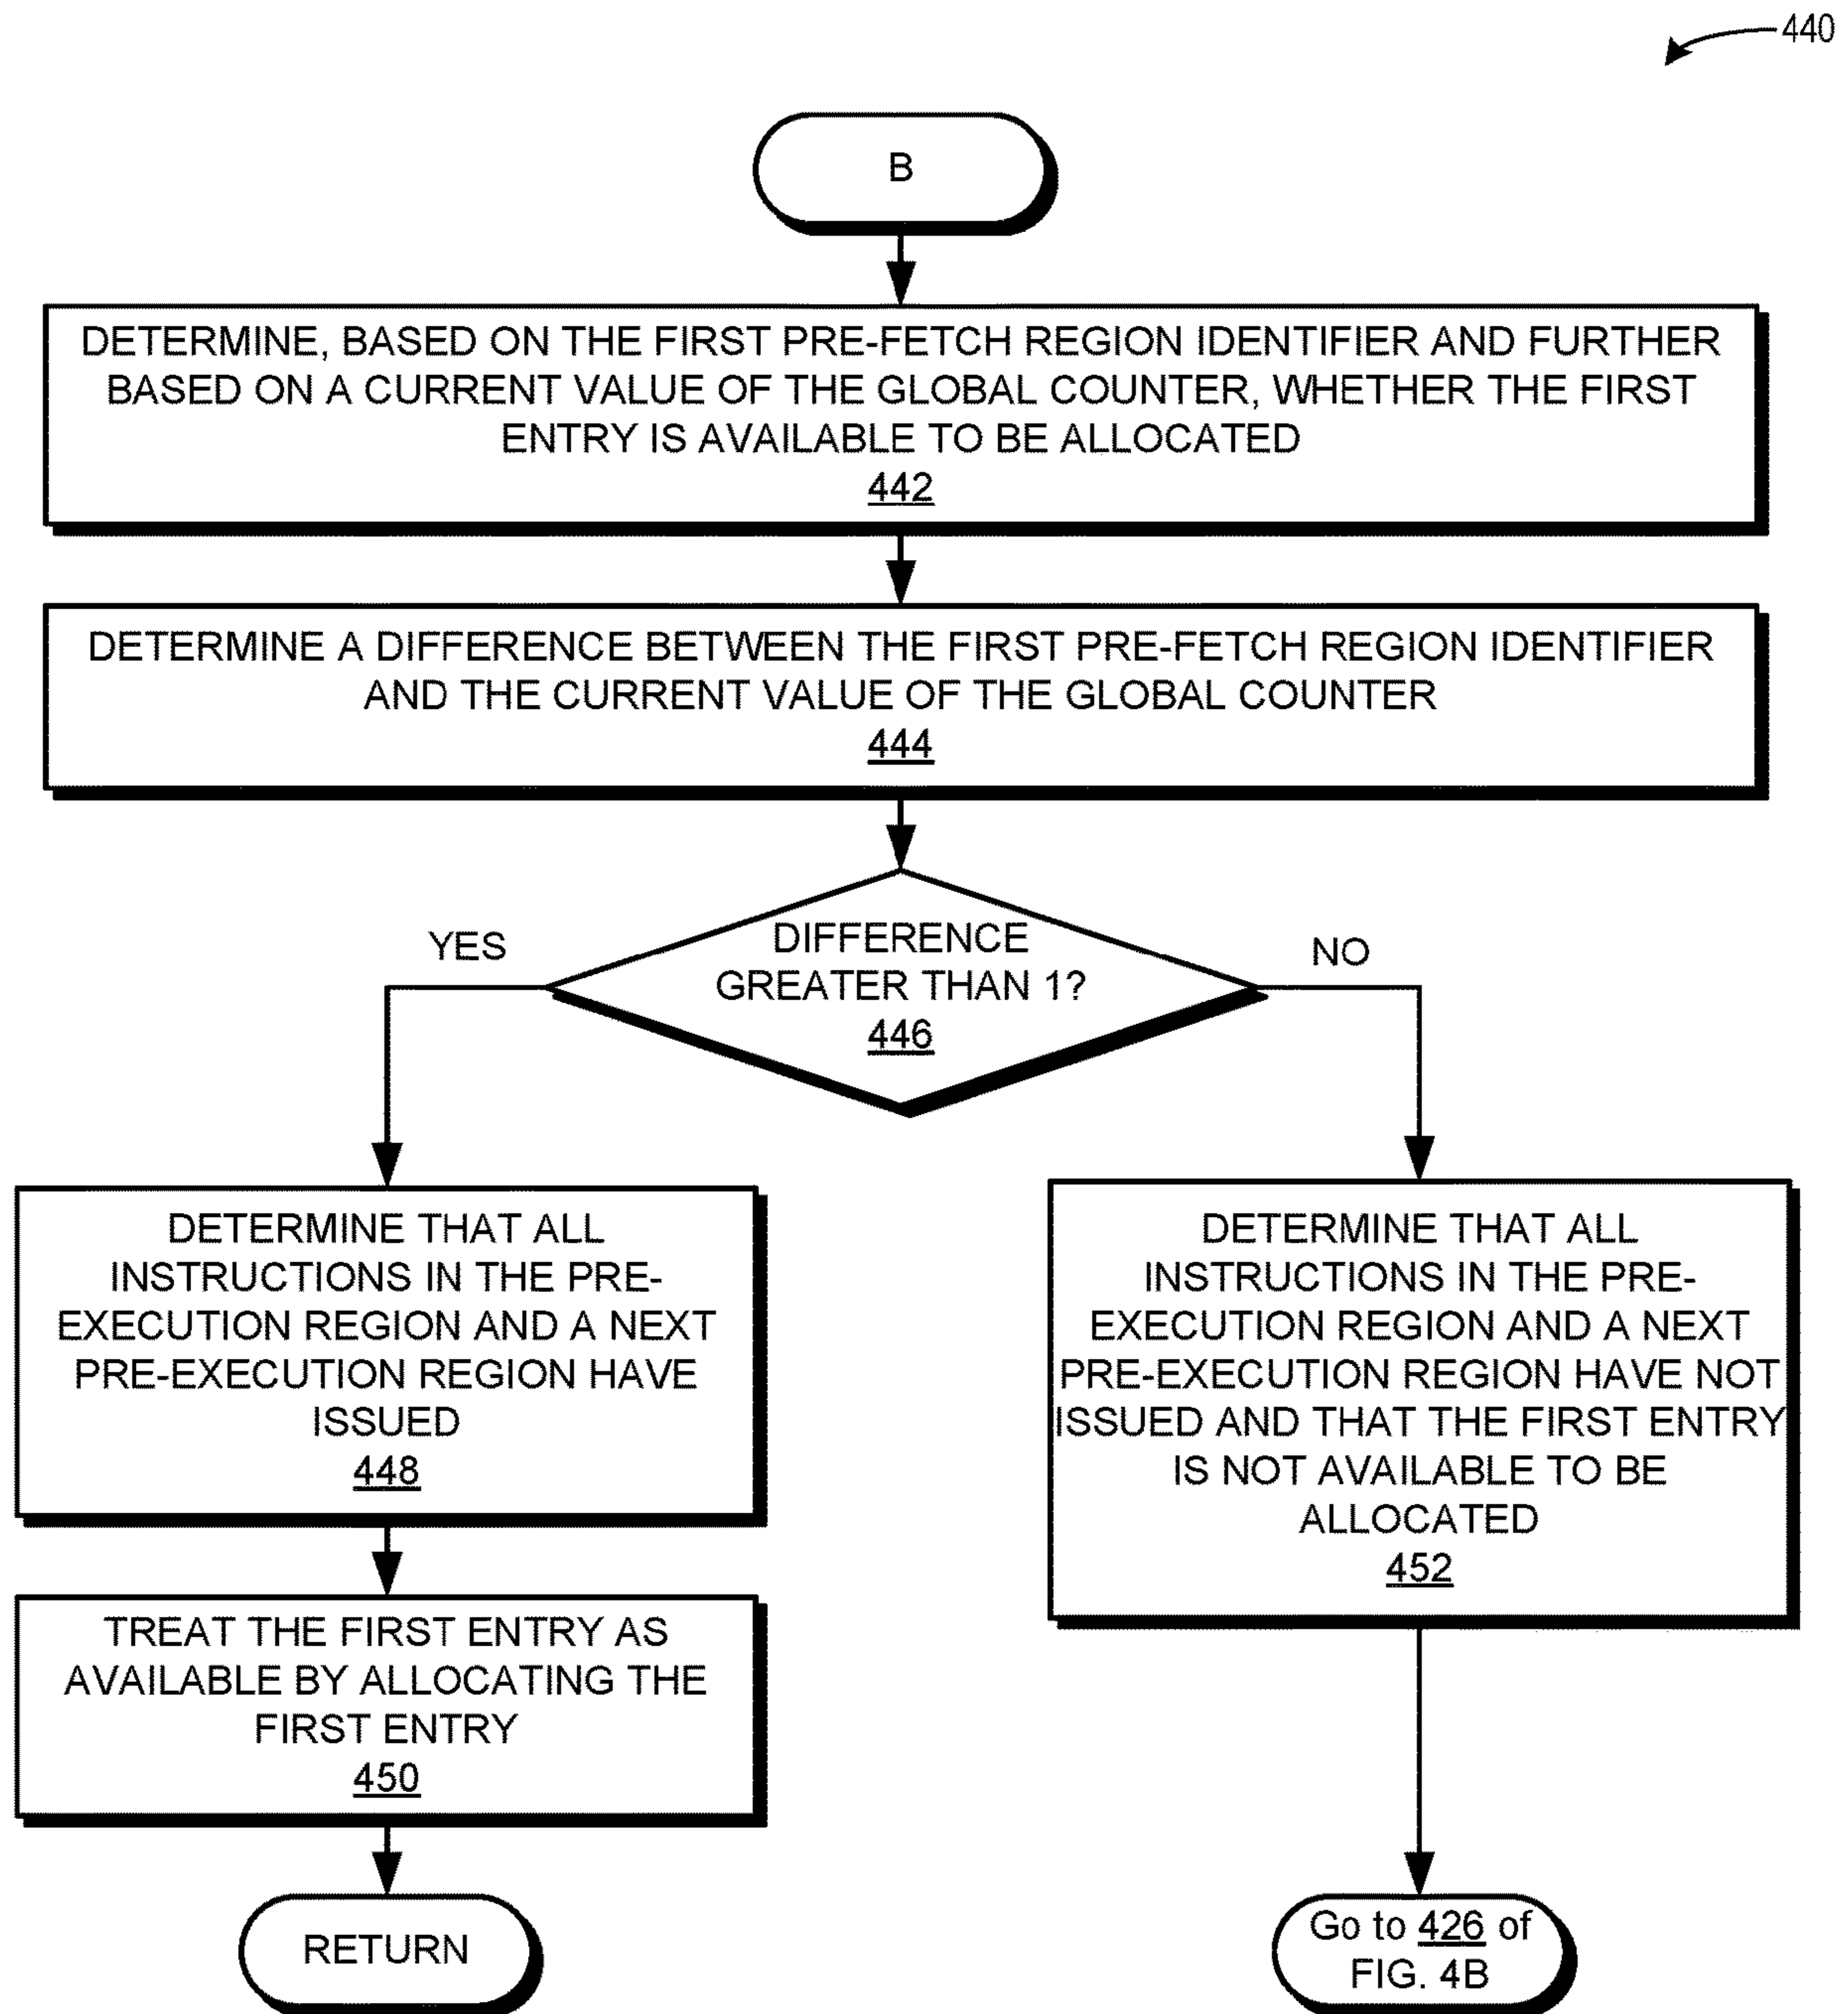 440
B
DETERMINE, BASED ON THE FIRST PRE-FETCH REGION IDENTIFIER AND FURTHER
BASED ON A CURRENT VALUE OF THE GLOBAL COUNTER, WHETHER THE FIRST
ENTRY IS AVAILABLE TO BE ALLOCATED
442
DETERMINE A DIFFERENCE BETWEEN THE FIRST PRE-FETCH REGION IDENTIFIER
AND THE CURRENT VALUE OF THE GLOBAL COUNTER
444
DIFFERENCE
GREATER THAN 1?
446
YES
NO
DETERMINE THAT ALL
INSTRUCTIONS IN THE PRE-
EXECUTION REGION AND A NEXT
PRE-EXECUTION REGION HAVE
ISSUED
448
TREAT THE FIRST ENTRY AS
AVAILABLE BY ALLOCATING THE
FIRST ENTRY
450
RETURN
DETERMINE THAT ALL
INSTRUCTIONS IN THE PRE-
EXECUTION REGION AND A NEXT
PRE-EXECUTION REGION HAVE NOT
ISSUED AND THAT THE FIRST ENTRY
IS NOT AVAILABLE TO BE
ALLOCATED
452
Go to 426 of
FIG. 4B